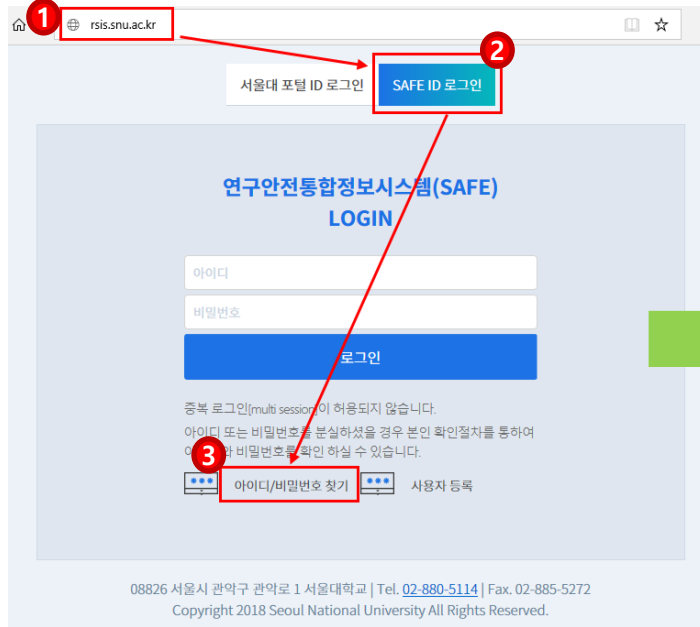 1
rsis.snu.ac.kr
2
서울대 포털 ID 로그인
SAFE ID 로그인
연구안전통합정보시스템(SAFE)
LOGIN
아이디
비밀번호
로그인
중복 로그인(multi session)이 허용되지 않습니다.
아이디 또는 비밀번호를 분실하셨을 경우 본인 확인절차를 통하여
비밀번호를 확인 하실 수 있습니다.
3
아이디/비밀번호 찾기
사용자 등록
08826 서울시 관악구 관악로 1 서울대학교 | Tel. 02-880-5114 | Fax. 02-885-5272
Copyright 2018 Seoul National University All Rights Reserved.